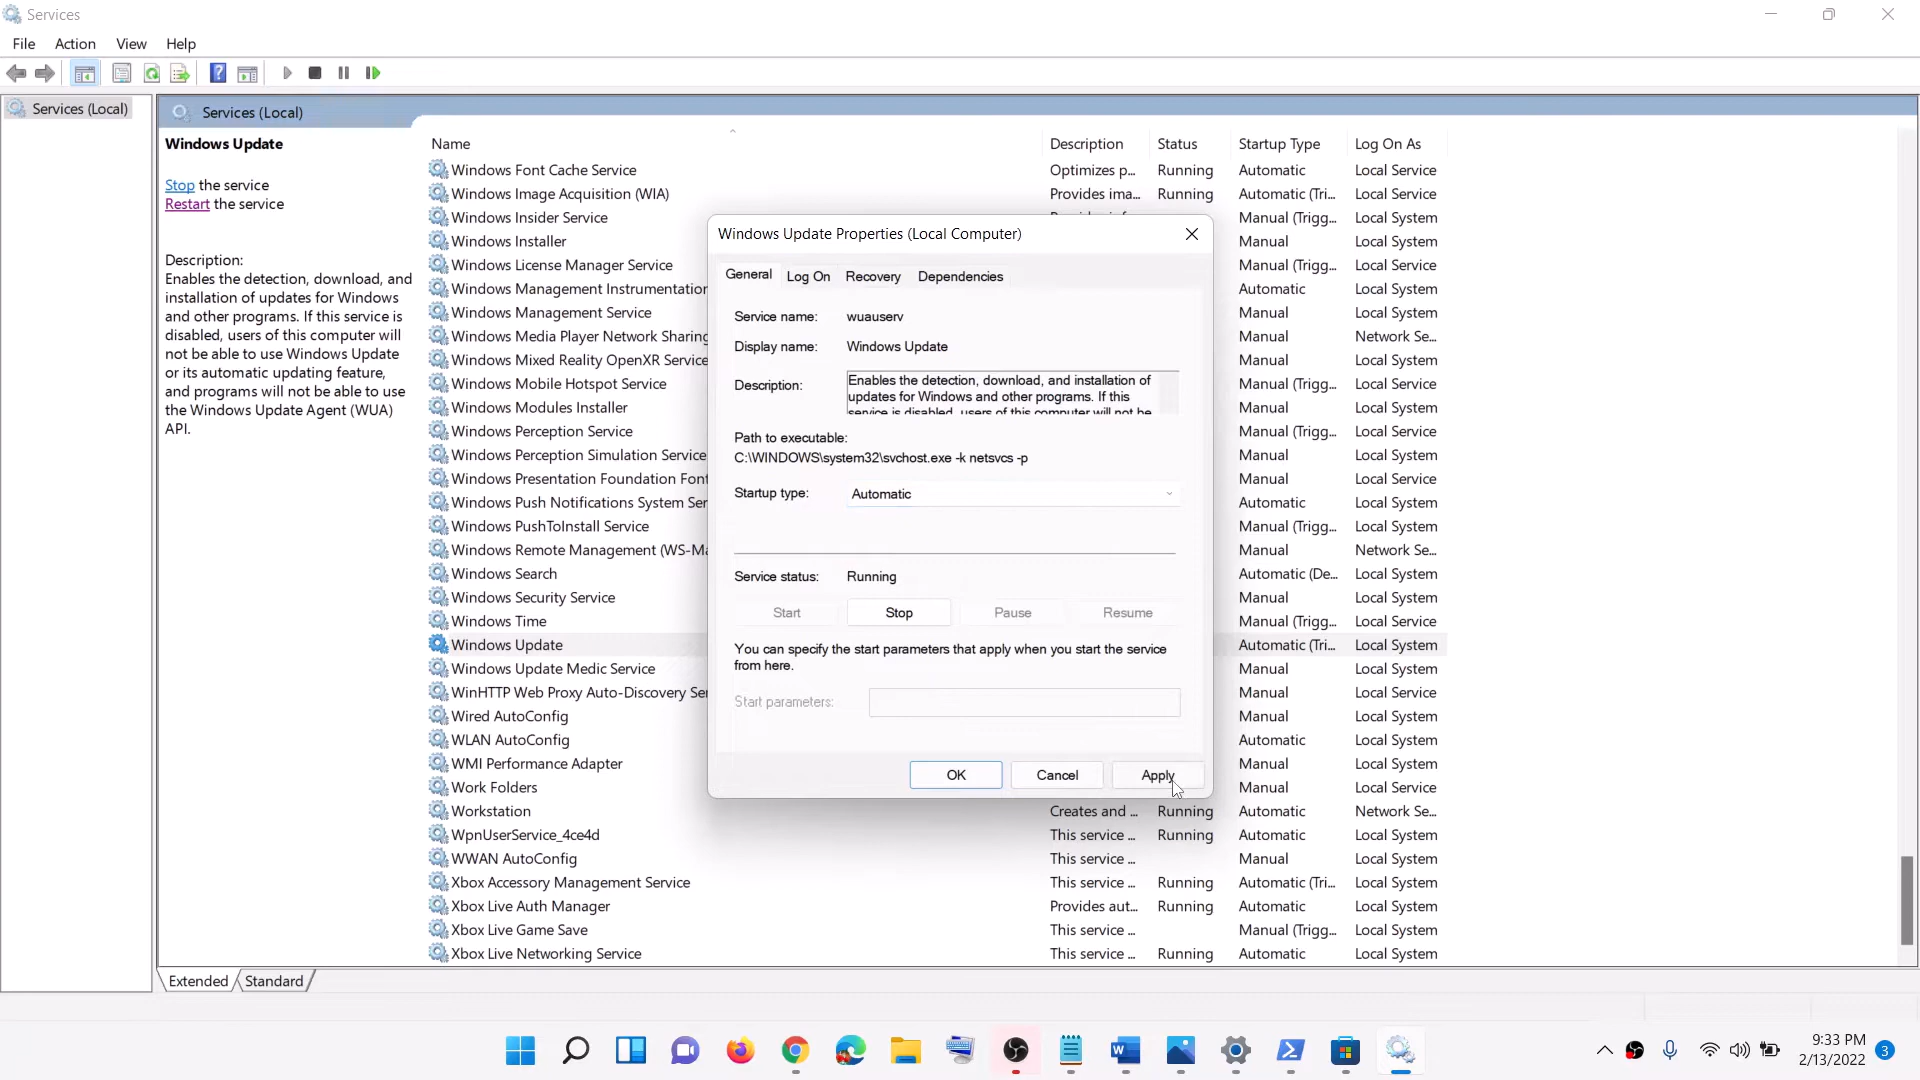 Services
File Action View Help
Services (Local)
Services (Local)
Windows Update
Stop the service
Restart the service
Description:
Enables the detection, download, and
installation of updates for Windows
and other programs. If this service is
disabled, users of this computer will
not be able to use Windows Update
or its automatic updating feature,
and programs will not be able to use
the Windows Update Agent (WUA)
API.
Name Description Status Startup Type Log On As
Windows Font Cache Service Optimizes p... Running Automatic Local Service
Windows Image Acquisition (WIA) Provides ima... Running Automatic (Tri... Local Service
Windows Insider Service Manual (Trigg... Local System
Windows Installer Manual Local System
Windows License Manager Service Manual (Trigg... Local Service
Windows Management Instrumentation Automatic Local System
Windows Management Service Manual Local System
Windows Media Player Network Sharing Manual Network Se...
Windows Mixed Reality OpenXR Service Manual Local System
Windows Mobile Hotspot Service Manual (Trigg... Local Service
Windows Modules Installer Manual Local System
Windows Perception Service Manual (Trigg... Local Service
Windows Perception Simulation Service Manual Local System
Windows Presentation Foundation Font Manual Local Service
Windows Push Notifications System Ser Automatic Local System
Windows PushToInstall Service Manual (Trigg... Local System
Windows Remote Management (WS-Ma Manual Network Se...
Windows Search Automatic (De... Local System
Windows Security Service Manual Local System
Windows Time Manual (Trigg... Local Service
Windows Update Automatic (Tri... Local System
Windows Update Medic Service Manual Local System
WinHTTP Web Proxy Auto-Discovery Ser Manual Local Service
Wired AutoConfig Manual Local System
WLAN AutoConfig Automatic Local System
WMI Performance Adapter Manual Local System
Work Folders Manual Local Service
Workstation Creates and ... Running Automatic Network Se...
WpnUserService_4ce4d This service ... Running Automatic Local System
WWAN AutoConfig This service ... Manual Local System
Xbox Accessory Management Service This service ... Running Automatic (Tri... Local System
Xbox Live Auth Manager Provides aut... Running Automatic Local System
Xbox Live Game Save This service ... Manual (Trigg... Local System
Xbox Live Networking Service This service ... Running Automatic Local System
Windows Update Properties (Local Computer)
General Log On Recovery Dependencies
Service name: wuauserv
Display name: Windows Update
Description: Enables the detection, download, and installation of
updates for Windows and other programs. If this
service is disabled, users of this computer will not be
Path to executable:
C:\WINDOWS\system32\svchost.exe -k netsvcs -p
Startup type: Automatic
Service status: Running
Start Stop Pause Resume
You can specify the start parameters that apply when you start the service
from here.
Start parameters:
OK Cancel Apply
Extended Standard
9:33 PM
2/13/2022
3